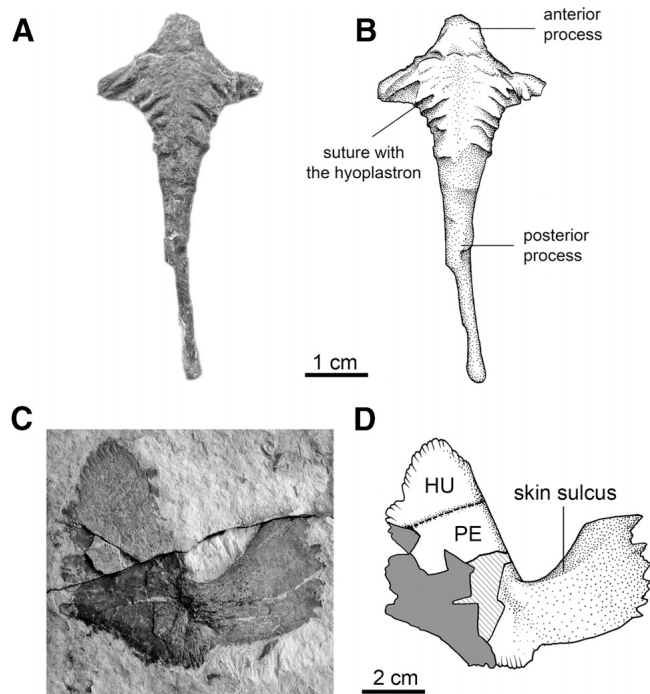 A
B
anterior
process
suture with
the hyoplastron
posterior
process
1 cm
C
D
HU
PE
skin sulcus
2 cm